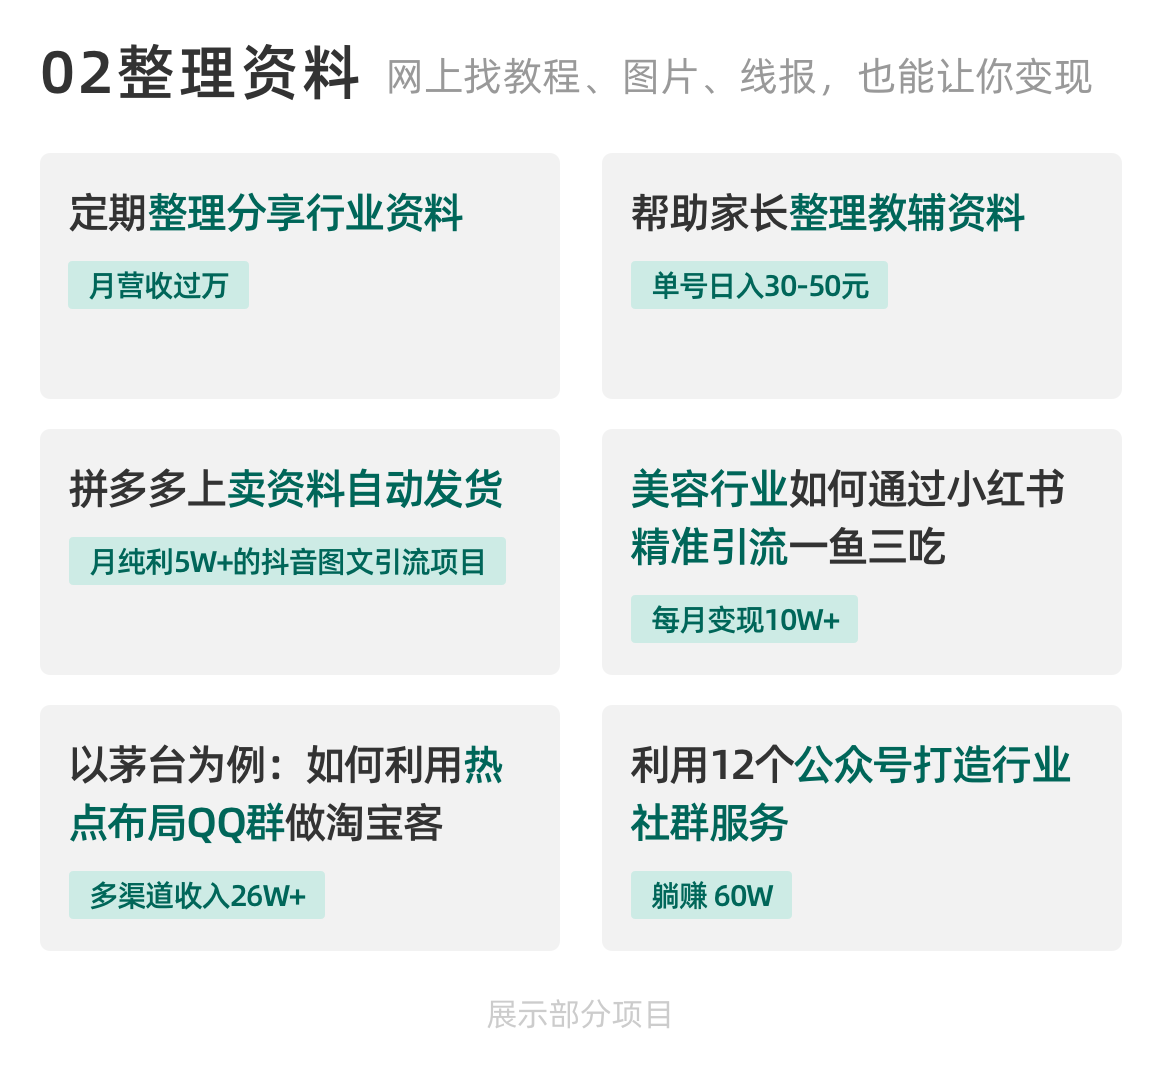 02整理资料 网上找教程、图片、线报，也能让你变现
定期整理分享行业资料
月营收过万
帮助家长整理教辅资料
单号日入30-50元
拼多多上卖资料自动发货
月纯利5W+的抖音图文引流项目
美容行业如何通过小红书
精准引流一鱼三吃
每月变现10W+
以茅台为例：如何利用热
点布局QQ群做淘宝客
多渠道收入26W+
利用12个公众号打造行业
社群服务
躺赚 60W
展示部分项目